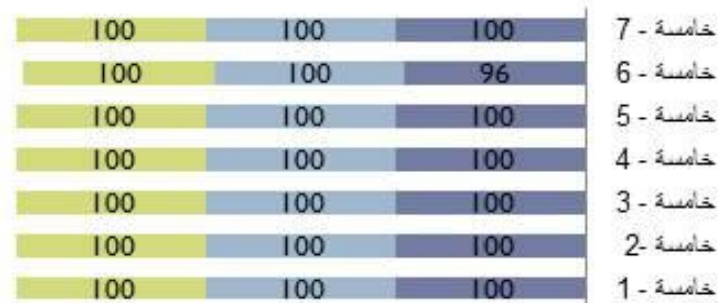 خامسة - 7 100 100 100
خامسة - 6 96 100 100
خامسة - 5 100 100 100
خامسة - 4 100 100 100
خامسة - 3 100 100 100
خامسة -2 100 100 100
خامسة - 1 100 100 100